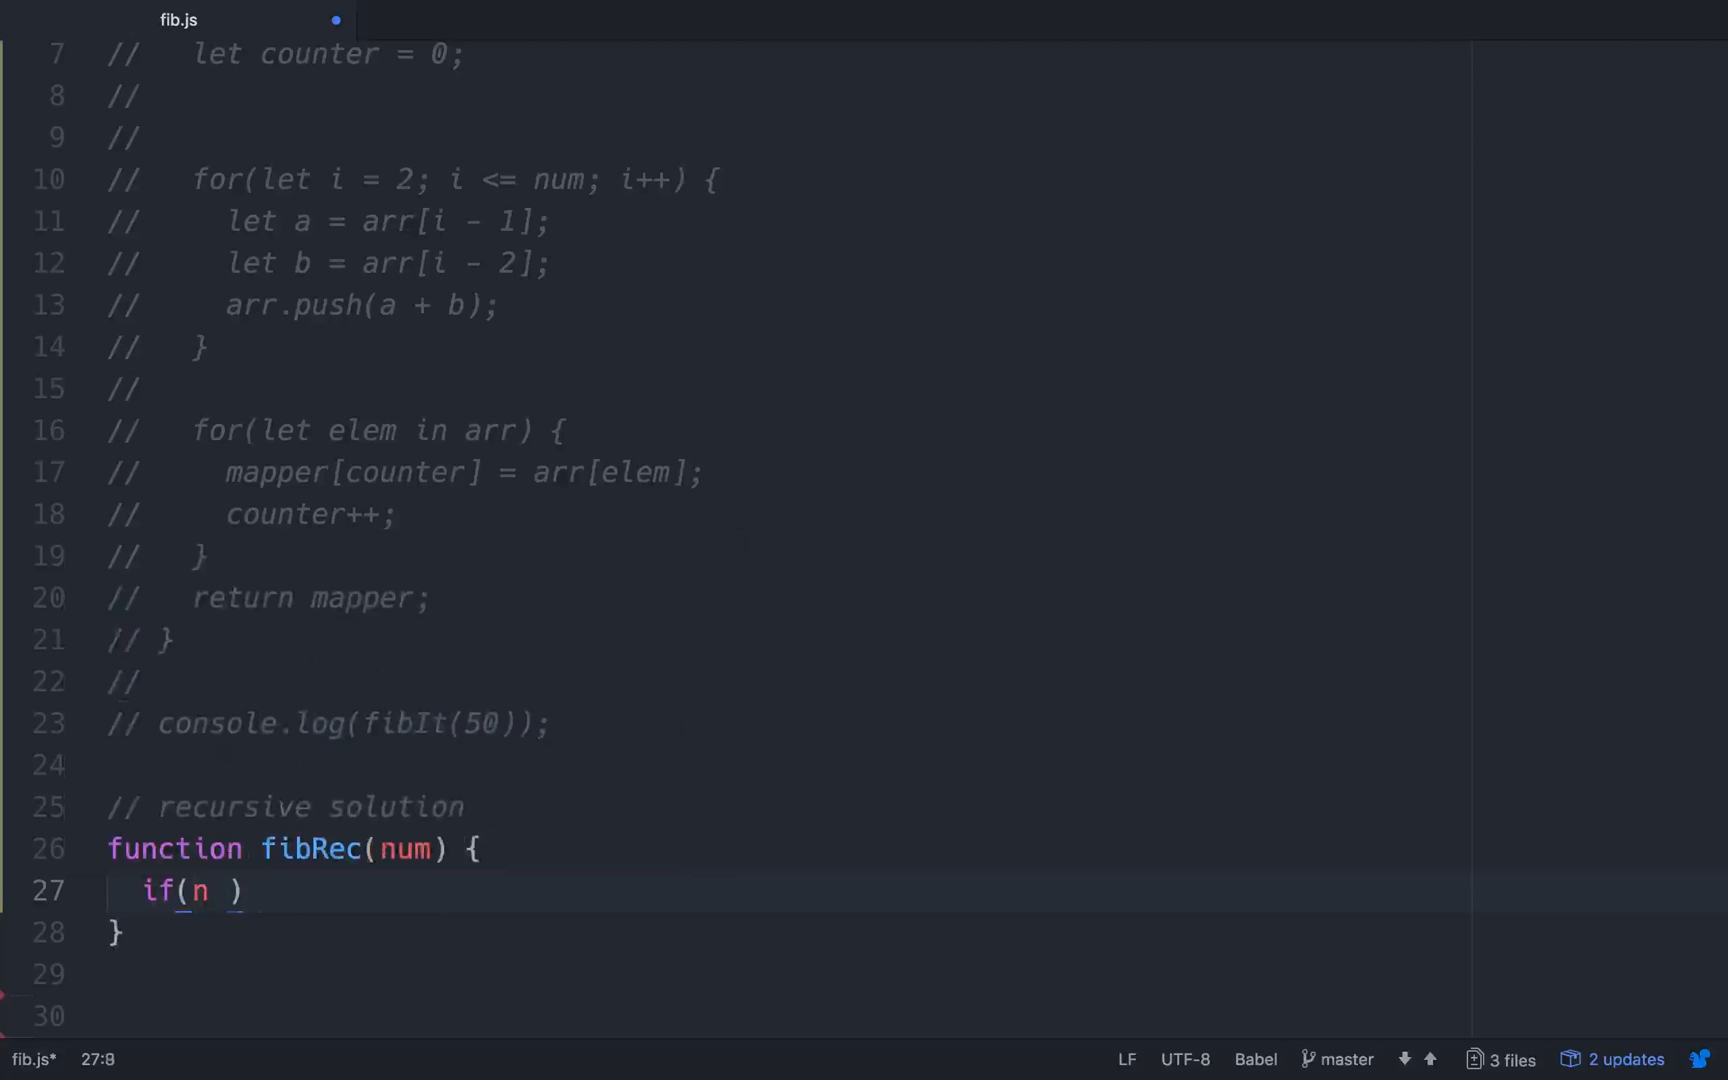 fib.js
7 //   let counter = 0;
8 //
9 //
10 //   for(let i = 2; i <= num; i++) {
11 //     let a = arr[i - 1];
12 //     let b = arr[i - 2];
13 //     arr.push(a + b);
14 //   }
15 //
16 //   for(let elem in arr) {
17 //     mapper[counter] = arr[elem];
18 //     counter++;
19 //   }
20 //   return mapper;
21 // }
22 //
23 // console.log(fibIt(50));
24
25 // recursive solution
26 function fibRec(num) {
27   if(n )
28 }
29
30
fib.js* 27:8 LF UTF-8 Babel master 3 files 2 updates